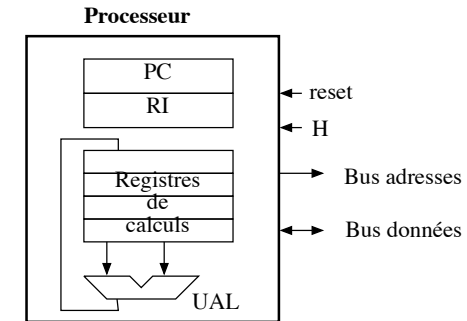 Processeur
PC
RI
reset
H
Registres
de
calculs
Bus adresses
Bus données
UAL